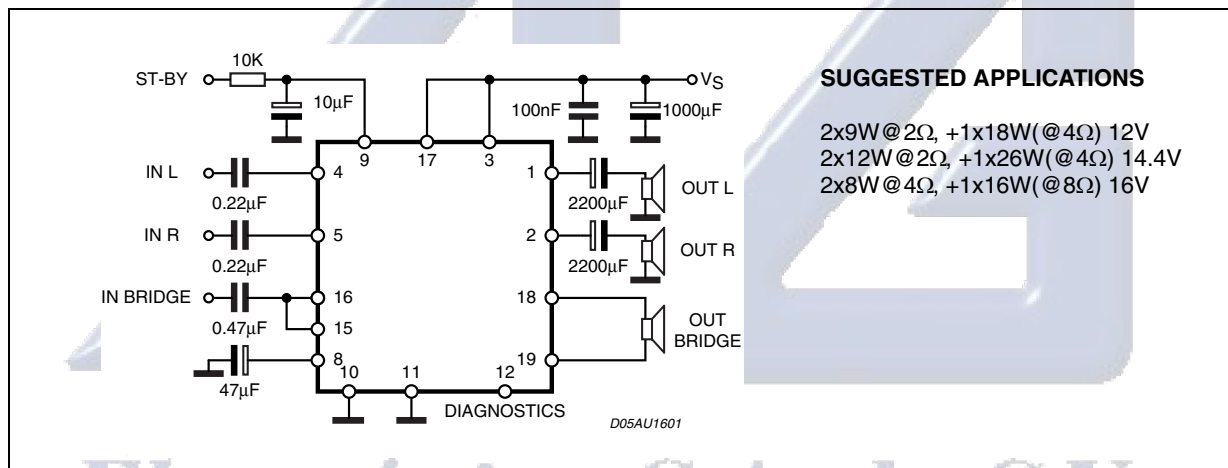 10K
ST-BY
10µF
100nF
VS
1000µF
9
17
3
IN L
0.22µF
4
1
2200µF
OUT L
IN R
0.22µF
5
2
2200µF
OUT R
IN BRIDGE
0.47µF
16
15
18
19
OUT
BRIDGE
47µF
8
10
11
12
DIAGNOSTICS
D05AU1601
SUGGESTED APPLICATIONS
2x9W@2Ω, +1x18W(@4Ω) 12V
2x12W@2Ω, +1x26W(@4Ω) 14.4V
2x8W@4Ω, +1x16W(@8Ω) 16V